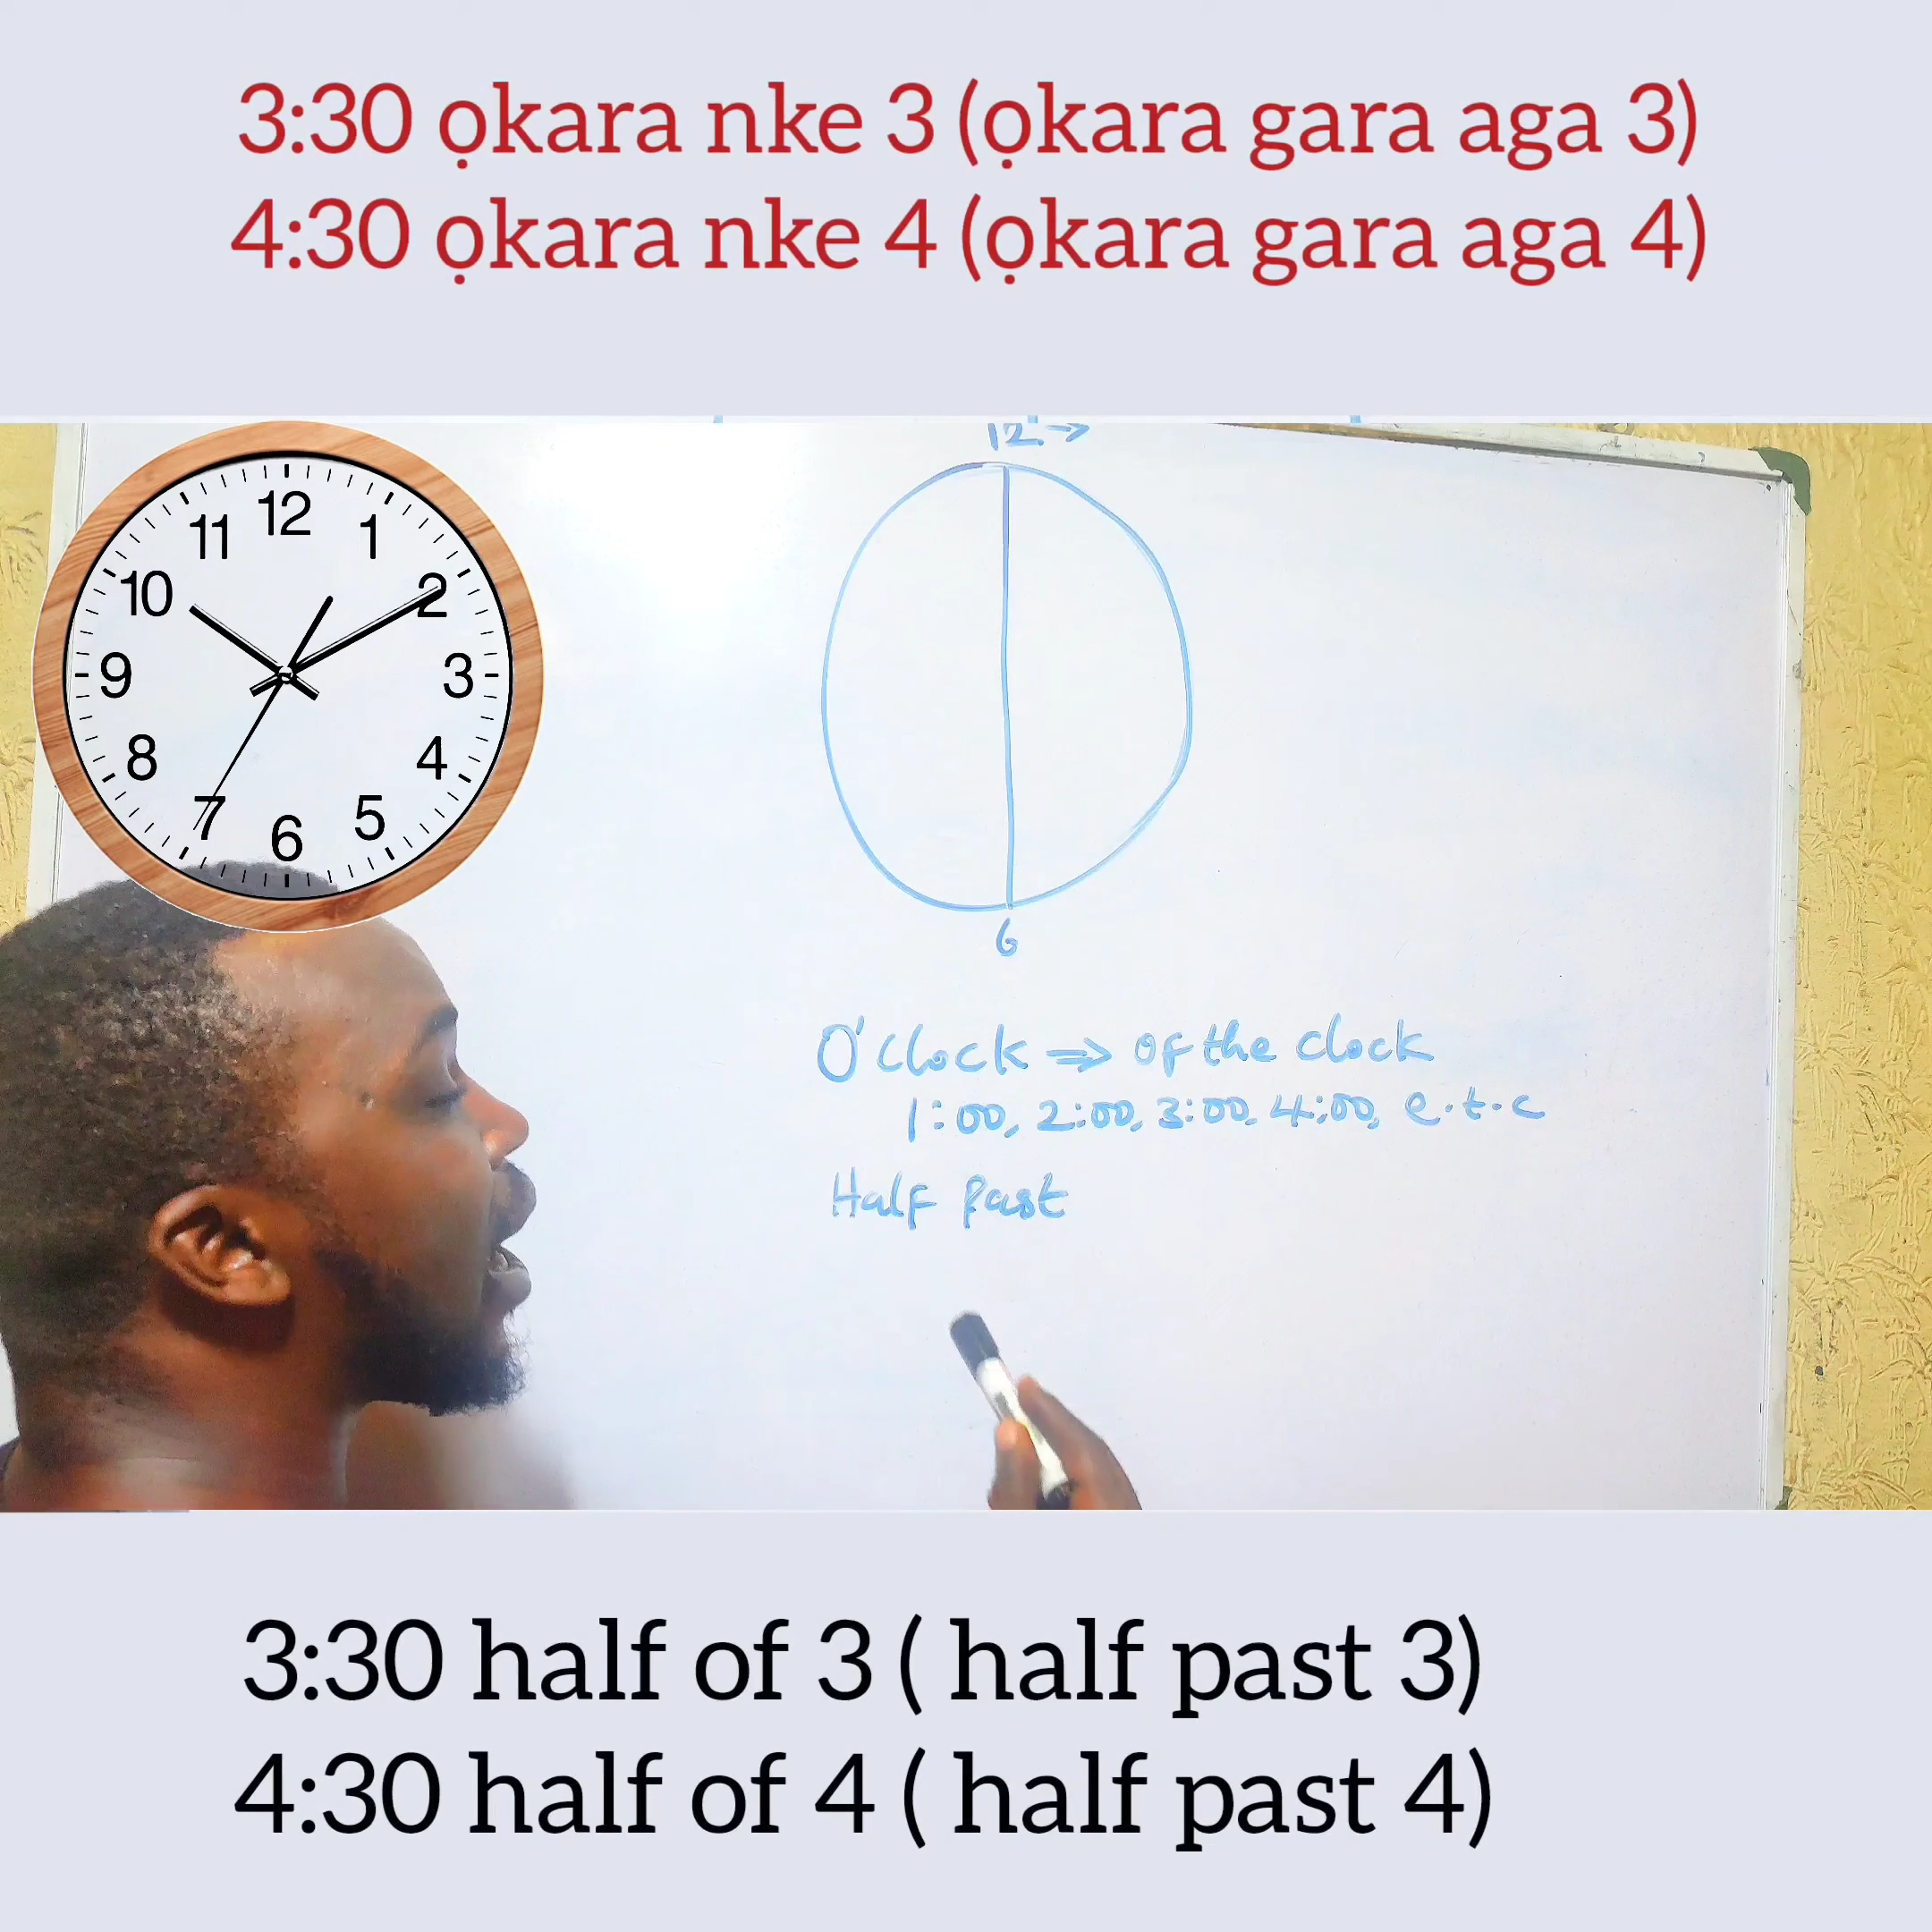 3:30 ọkara nke 3 (ọkara gara aga 3)
4:30 ọkara nke 4 (ọkara gara aga 4)
12
11 12 1
10 2
9 3
8 4
7 6 5
6
O'clock ⇒ of the clock
1:00, 2:00, 3:00, 4:00, e.t.c
Half Past
3:30 half of 3 ( half past 3)
4:30 half of 4 ( half past 4)